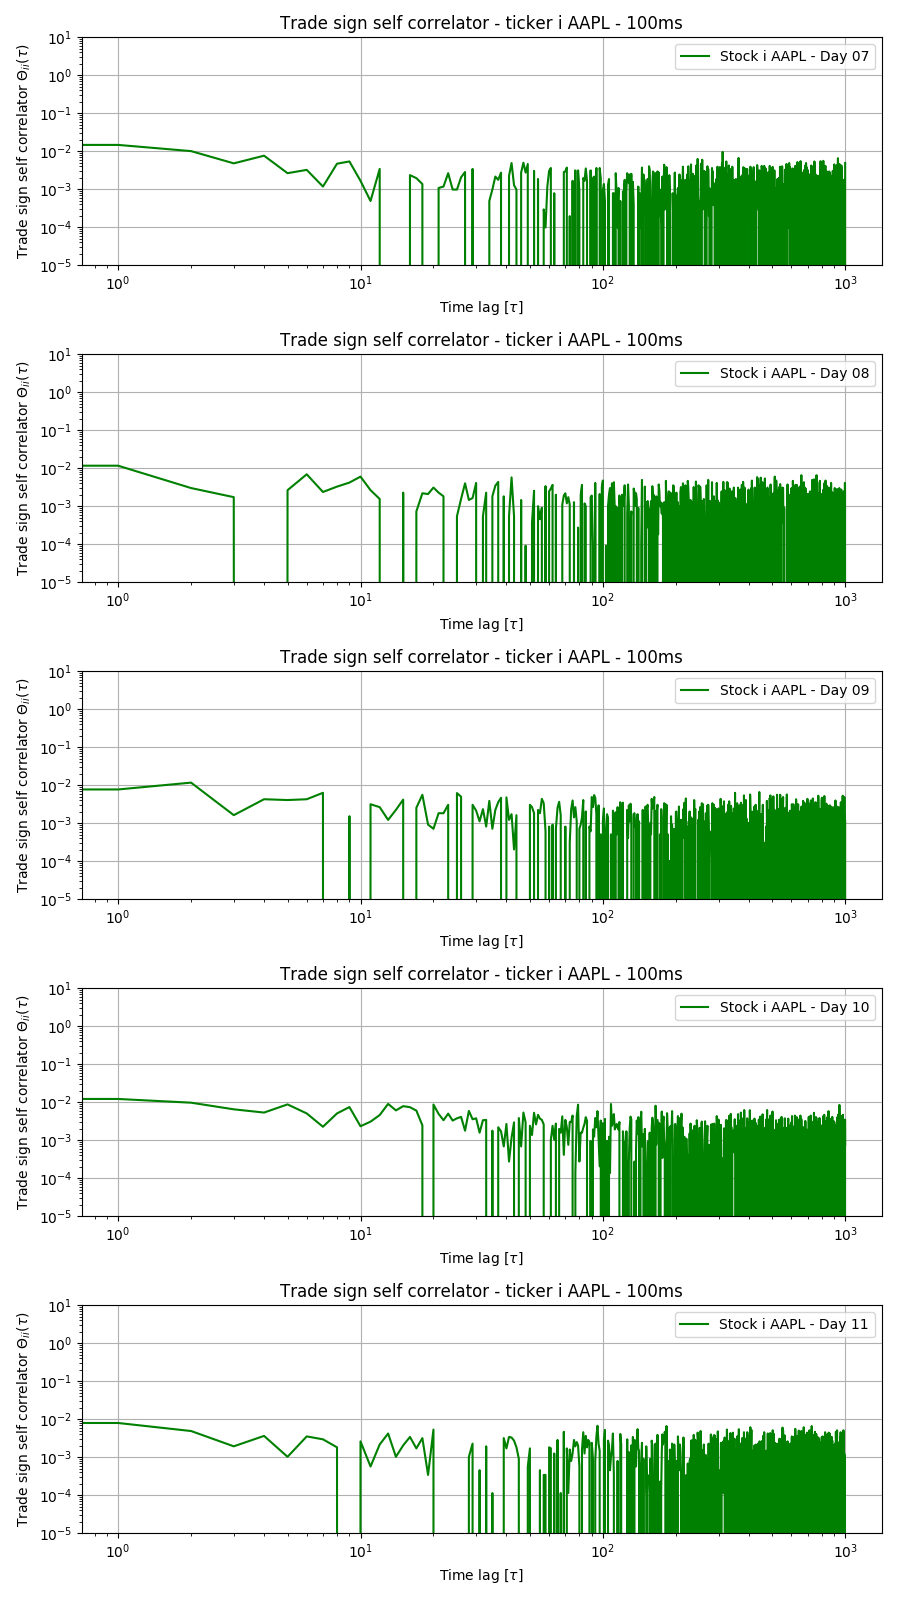 Trade sign self correlator - ticker i AAPL - 100ms
Trade sign self correlator Θ_{ii}(τ)
10^1
10^0
10^{-1}
10^{-2}
10^{-3}
10^{-4}
10^{-5}
Stock i AAPL - Day 07
10^0 10^1 10^2 10^3
Time lag [τ]
Trade sign self correlator - ticker i AAPL - 100ms
Trade sign self correlator Θ_{ii}(τ)
10^1
10^0
10^{-1}
10^{-2}
10^{-3}
10^{-4}
10^{-5}
Stock i AAPL - Day 08
10^0 10^1 10^2 10^3
Time lag [τ]
Trade sign self correlator - ticker i AAPL - 100ms
Trade sign self correlator Θ_{ii}(τ)
10^1
10^0
10^{-1}
10^{-2}
10^{-3}
10^{-4}
10^{-5}
Stock i AAPL - Day 09
10^0 10^1 10^2 10^3
Time lag [τ]
Trade sign self correlator - ticker i AAPL - 100ms
Trade sign self correlator Θ_{ii}(τ)
10^1
10^0
10^{-1}
10^{-2}
10^{-3}
10^{-4}
10^{-5}
Stock i AAPL - Day 10
10^0 10^1 10^2 10^3
Time lag [τ]
Trade sign self correlator - ticker i AAPL - 100ms
Trade sign self correlator Θ_{ii}(τ)
10^1
10^0
10^{-1}
10^{-2}
10^{-3}
10^{-4}
10^{-5}
Stock i AAPL - Day 11
10^0 10^1 10^2 10^3
Time lag [τ]